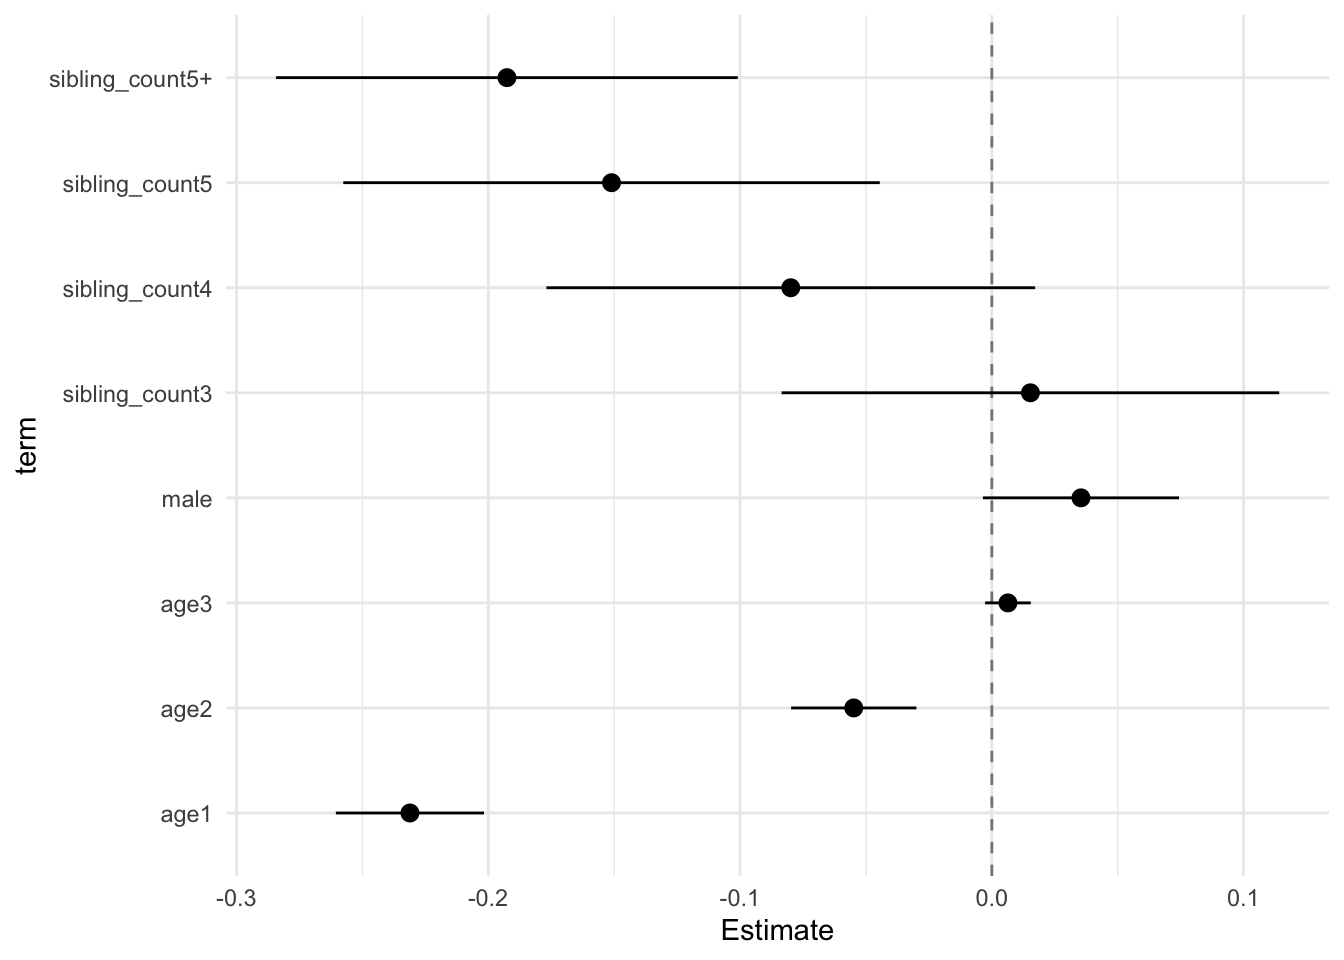 sibling_count5+
sibling_count5
sibling_count4
sibling_count3
male
age3
age2
age1
term
-0.3 -0.2 -0.1 0.0 0.1
Estimate